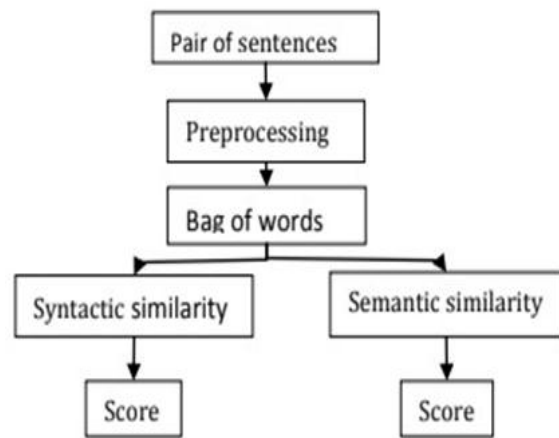 Pair of sentences
Preprocessing
Bag of words
Syntactic similarity
Semantic similarity
Score
Score